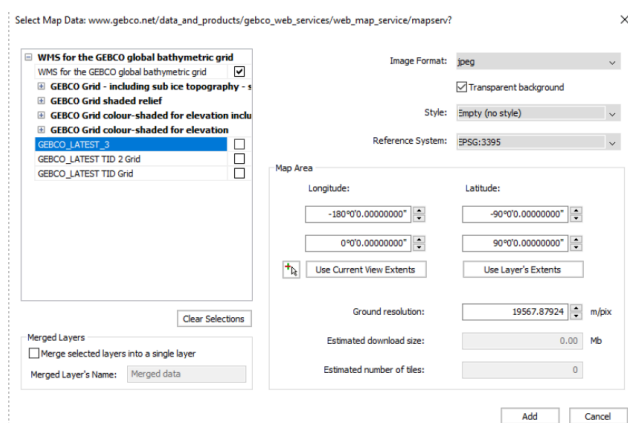 Select Map Data: www.gebco.net/data_and_products/gebco_web_services/web_map_service/mapserv?
WMS for the GEBCO global bathymetric grid
WMS for the GEBCO global bathymetric grid
GEBCO Grid - including sub ice topography - s
GEBCO Grid shaded relief
GEBCO Grid colour-shaded for elevation inclu
GEBCO Grid colour-shaded for elevation
GEBCO_LATEST_3
GEBCO_LATEST TID 2 Grid
GEBCO_LATEST TID Grid
Clear Selections
Merged Layers
Merge selected layers into a single layer
Merged Layer's Name: Merged data
Image Format: jpeg
Transparent background
Style: Empty (no style)
Reference System: EPSG:3395
Map Area
Longitude: Latitude:
-180°0'0.00000000" -90°0'0.00000000"
0°0'0.00000000" 90°0'0.00000000"
Use Current View Extents Use Layer's Extents
Ground resolution: 19567.87924 m/pix
Estimated download size: 0.00 Mb
Estimated number of tiles: 0
Add Cancel